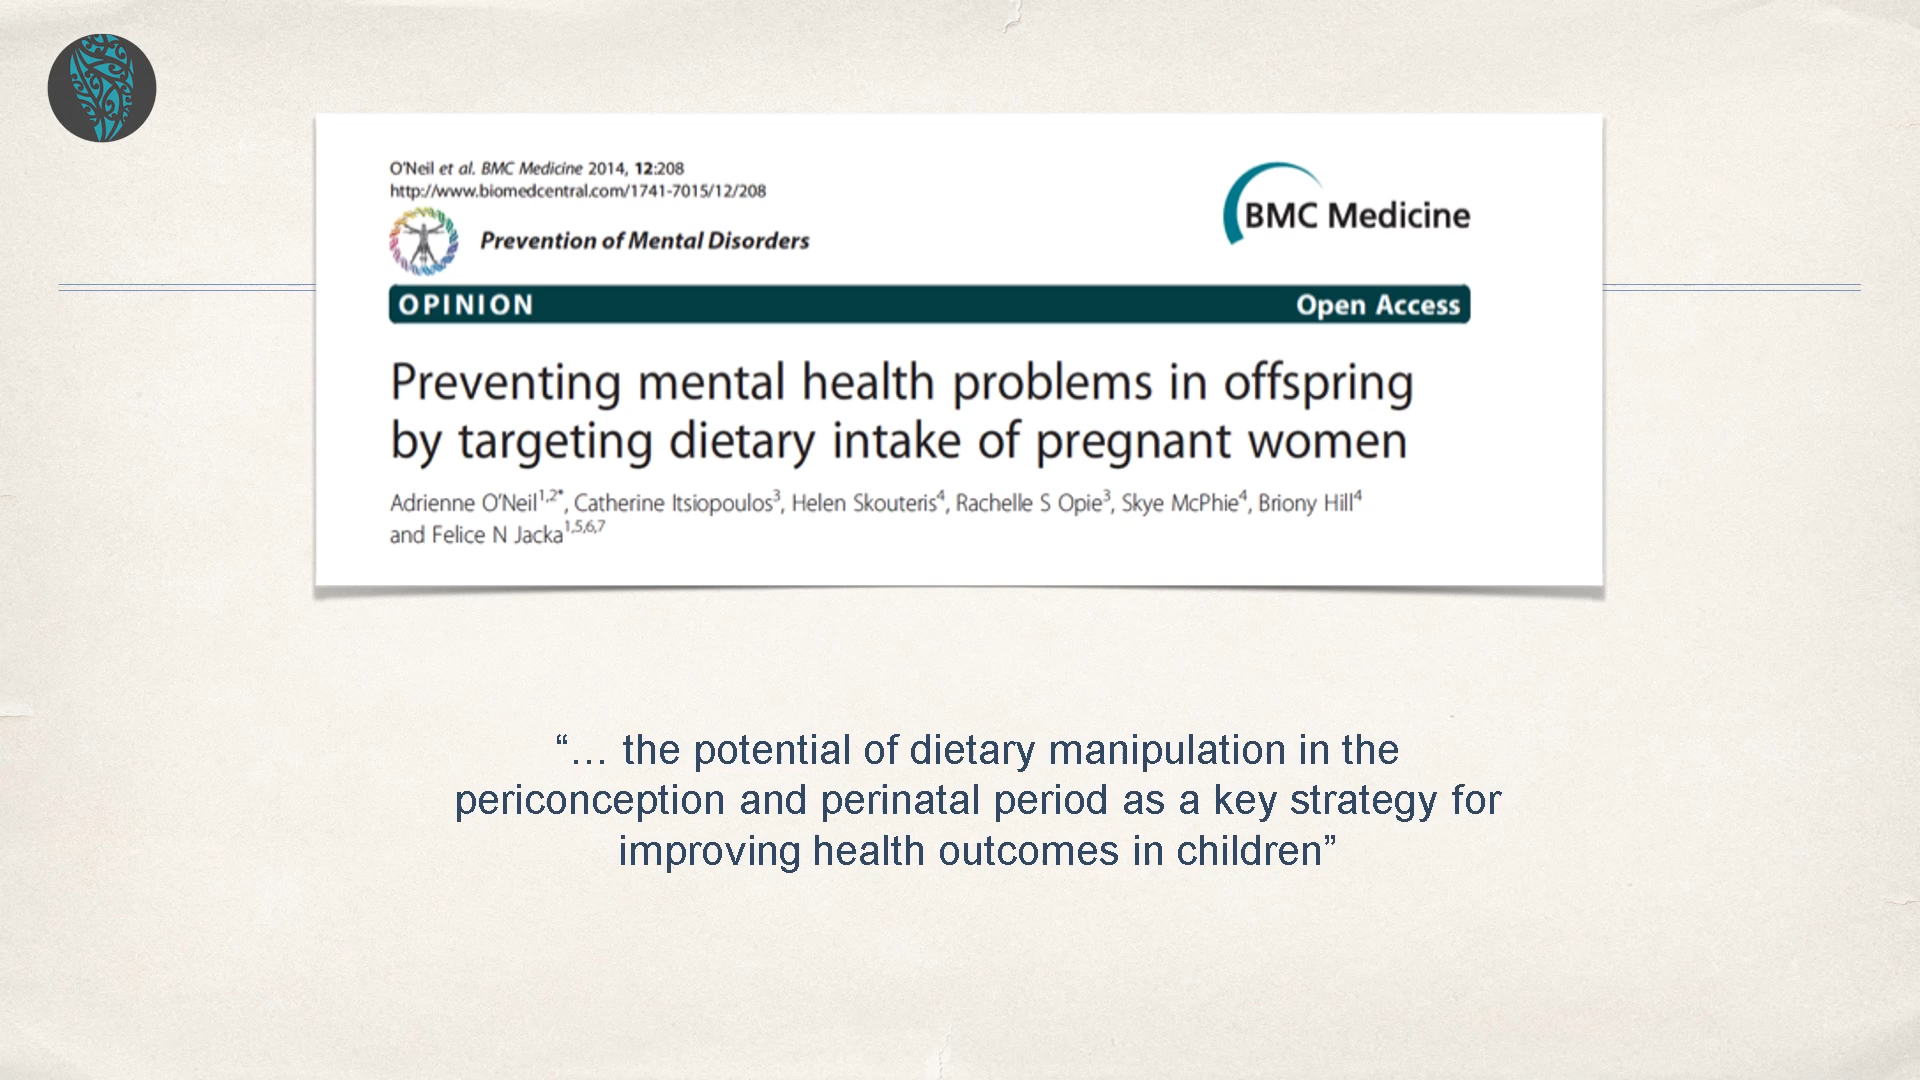 O'Neil et al. BMC Medicine 2014, 12:208
http://www.biomedcentral.com/1741-7015/12/208
Prevention of Mental Disorders
BMC Medicine
OPINION
Open Access
Preventing mental health problems in offspring
by targeting dietary intake of pregnant women
Adrienne O'Neil1,2*, Catherine Itsiopoulos3, Helen Skouteris4, Rachelle S Opie3, Skye McPhie4, Briony Hill4
and Felice N Jacka1,5,6,7
“… the potential of dietary manipulation in the
periconception and perinatal period as a key strategy for
improving health outcomes in children”